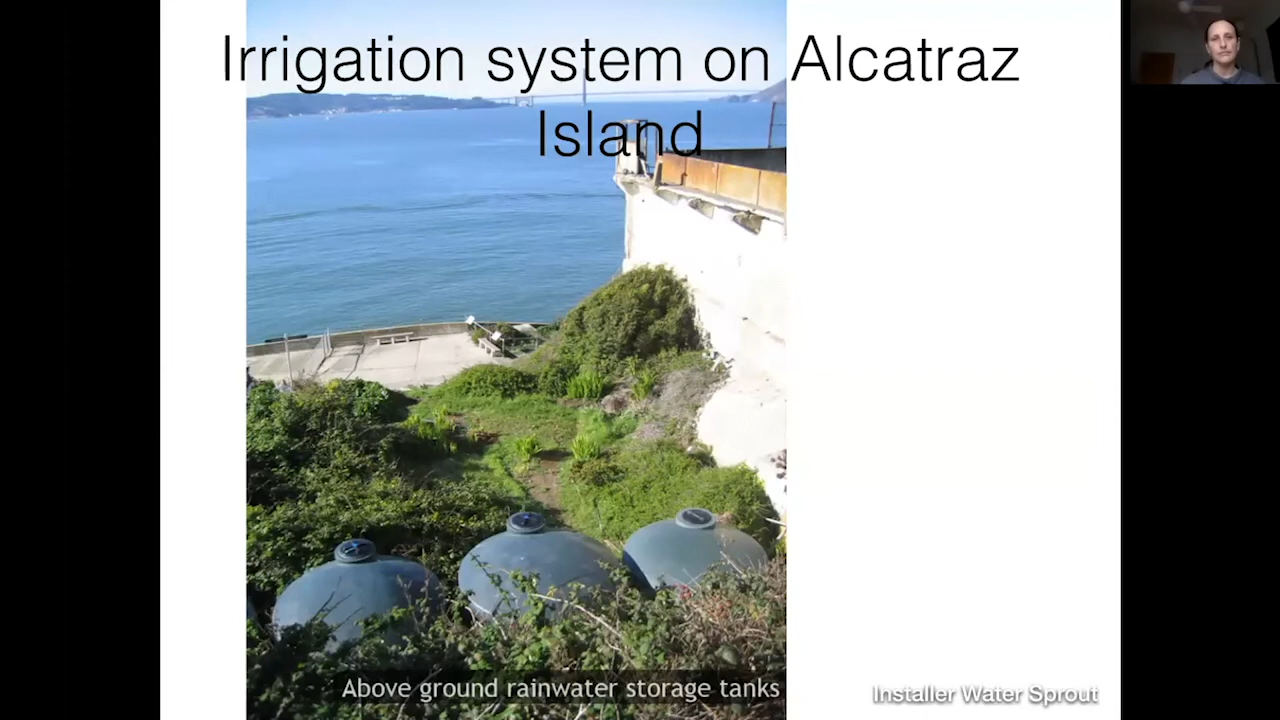 Irrigation system on Alcatraz
Island
Above ground rainwater storage tanks
Installer Water Sprout